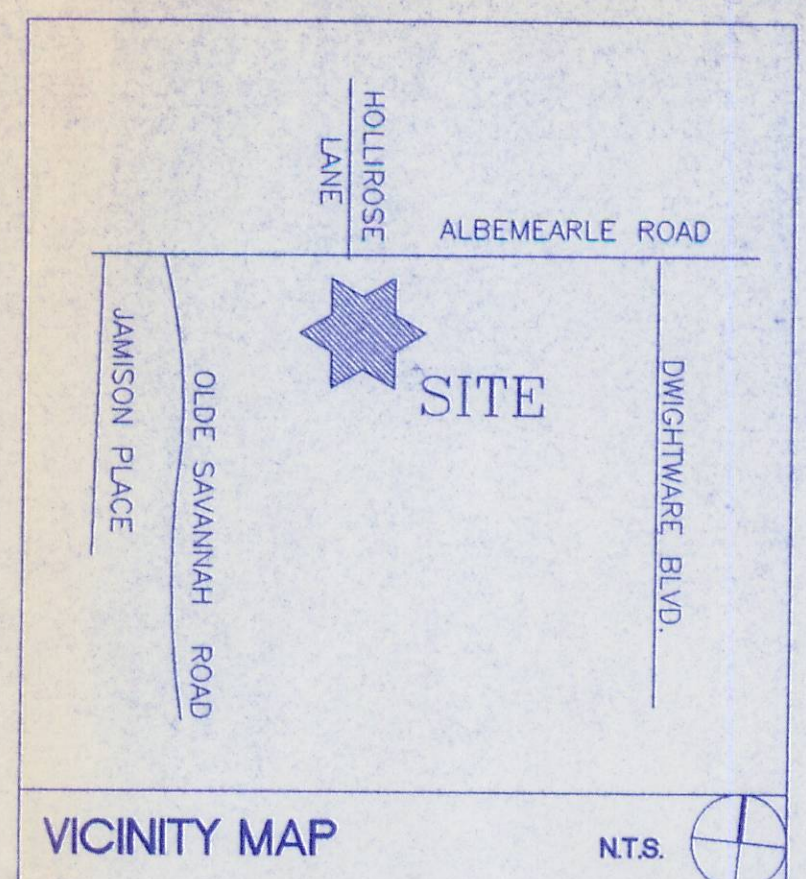 HOLLIROSE
LANE
ALBEMEARLE ROAD
SITE
JAMISON PLACE
OLDE SAVANNAH ROAD
DWIGHTWARE BLVD.
VICINITY MAP
N.T.S.